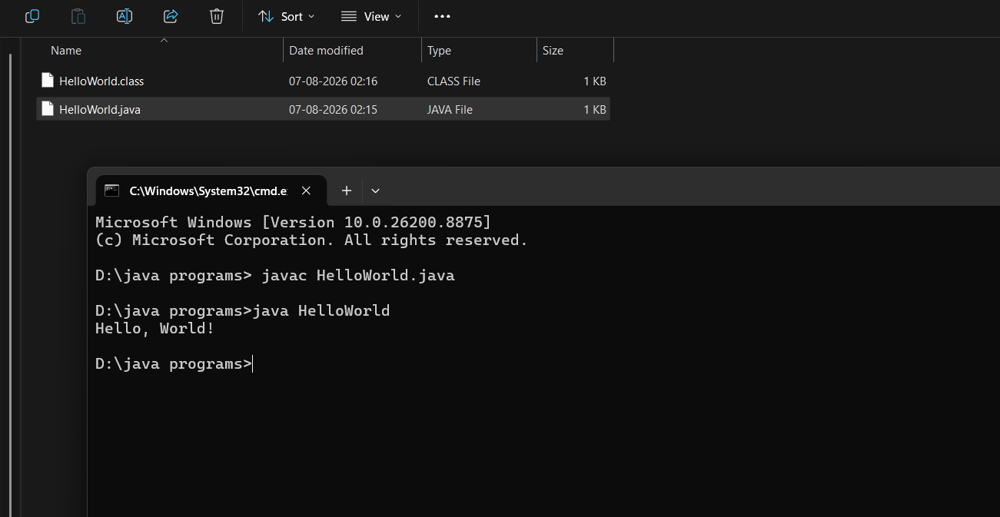 Sort View
Name Date modified Type Size
HelloWorld.class 07-08-2026 02:16 CLASS File 1 KB
HelloWorld.java 07-08-2026 02:15 JAVA File 1 KB
C:\Windows\System32\cmd.e
Microsoft Windows [Version 10.0.26200.8875]
(c) Microsoft Corporation. All rights reserved.
D:\java programs> javac HelloWorld.java
D:\java programs>java HelloWorld
Hello, World!
D:\java programs>